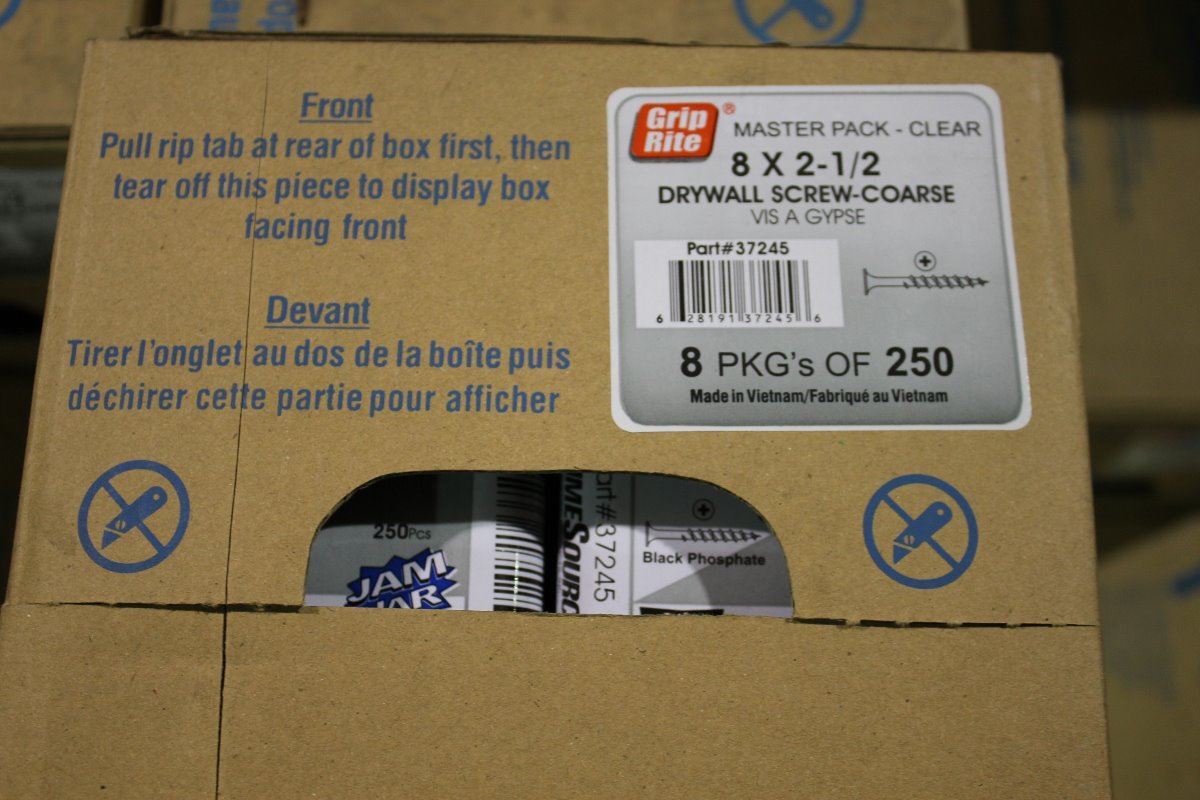 Front
Pull rip tab at rear of box first, then
tear off this piece to display box
facing front
Devant
Tirer l'onglet au dos de la boîte puis
déchirer cette partie pour afficher
Grip
Rite®
MASTER PACK - CLEAR
8 X 2-1/2
DRYWALL SCREW-COARSE
VIS A GYPSE
Part#37245
6 28191 37245 6
8 PKG's OF 250
Made in Vietnam/Fabriqué au Vietnam
250Pcs
JAM
#37245
Black Phosphate